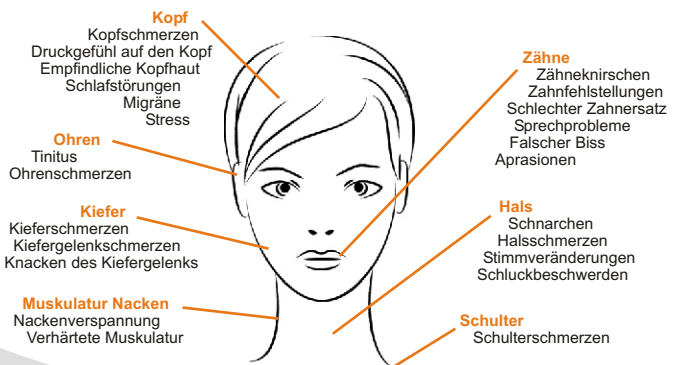 Kopf
Kopfschmerzen
Druckgefühl auf den Kopf
Empfindliche Kopfhaut
Schlafstörungen
Migräne
Stress
Ohren
Tinitus
Ohrenschmerzen
Kiefer
Kieferschmerzen
Kiefergelenkschmerzen
Knacken des Kiefergelenks
Muskulatur Nacken
Nackenverspannung
Verhärtete Muskulatur
Zähne
Zähneknirschen
Zahnfehlstellungen
Schlechter Zahnersatz
Sprechprobleme
Falscher Biss
Aprasionen
Hals
Schnarchen
Halsschmerzen
Stimmveränderungen
Schluckbeschwerden
Schulter
Schulterschmerzen